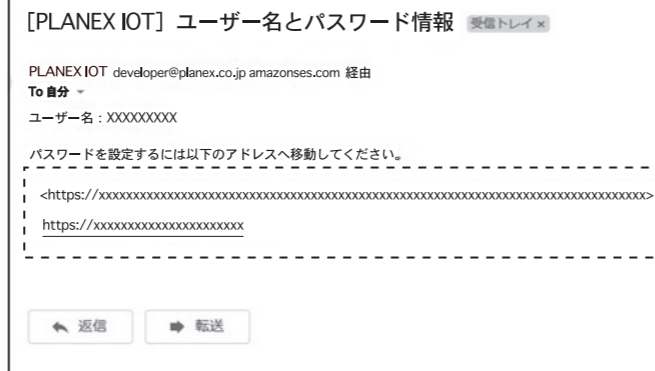 [PLANEX IOT] ユーザー名とパスワード情報 受信トレイ ×
PLANEX IOT developer@planex.co.jp amazonses.com 経由
To 自分
ユーザー名：XXXXXXXXX
パスワードを設定するには以下のアドレスへ移動してください。
<https://xxxxxxxxxxxxxxxxxxxxxxxxxxxxxxxxxxxxxxxxxxxxxxxxxxxxxxxxxxxxxxxxxxxxxxxxxxxxxxx>
https://xxxxxxxxxxxxxxxxxxxxxx
返信 転送